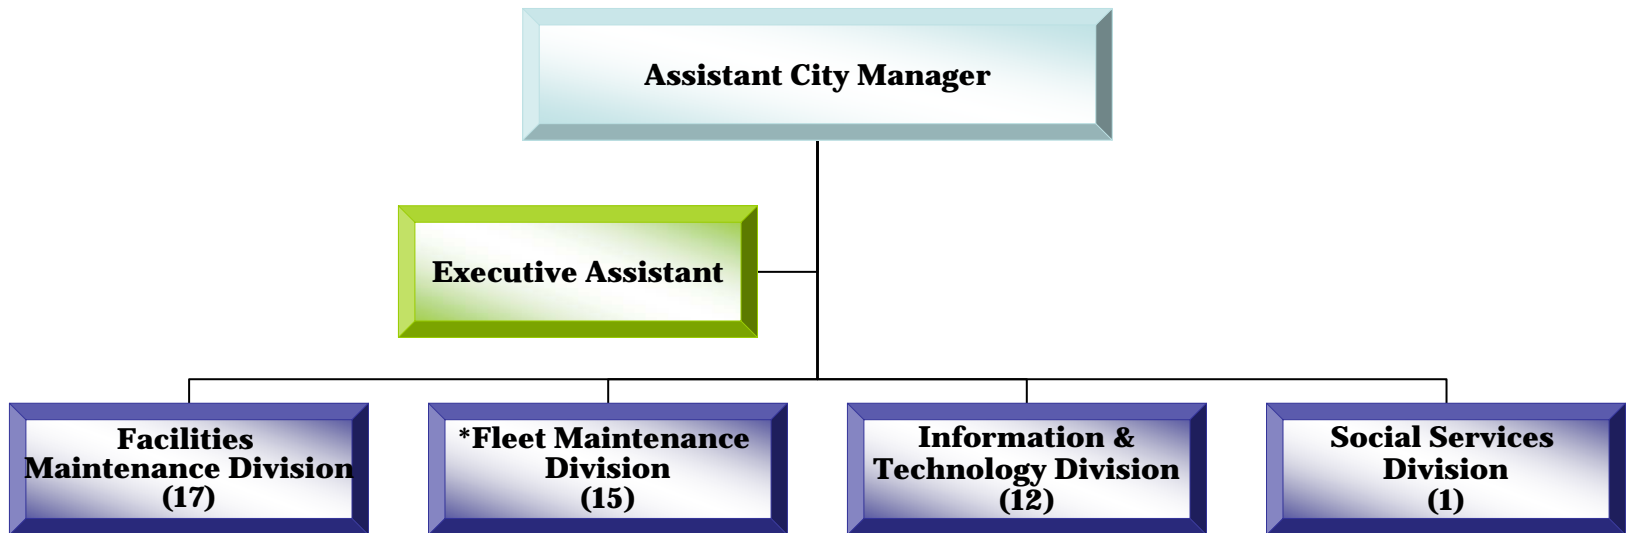 Assistant City Manager
Executive Assistant
Facilities
Maintenance Division
(17)
*Fleet Maintenance
Division
(15)
Information &
Technology Division
(12)
Social Services
Division
(1)